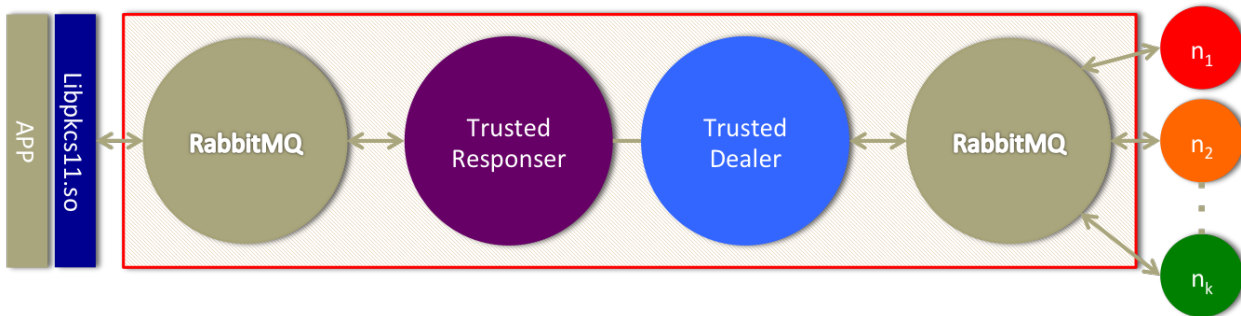 APP
Libpkcs11.so
RabbitMQ
Trusted
Responser
Trusted
Dealer
RabbitMQ
n1
n2
nk